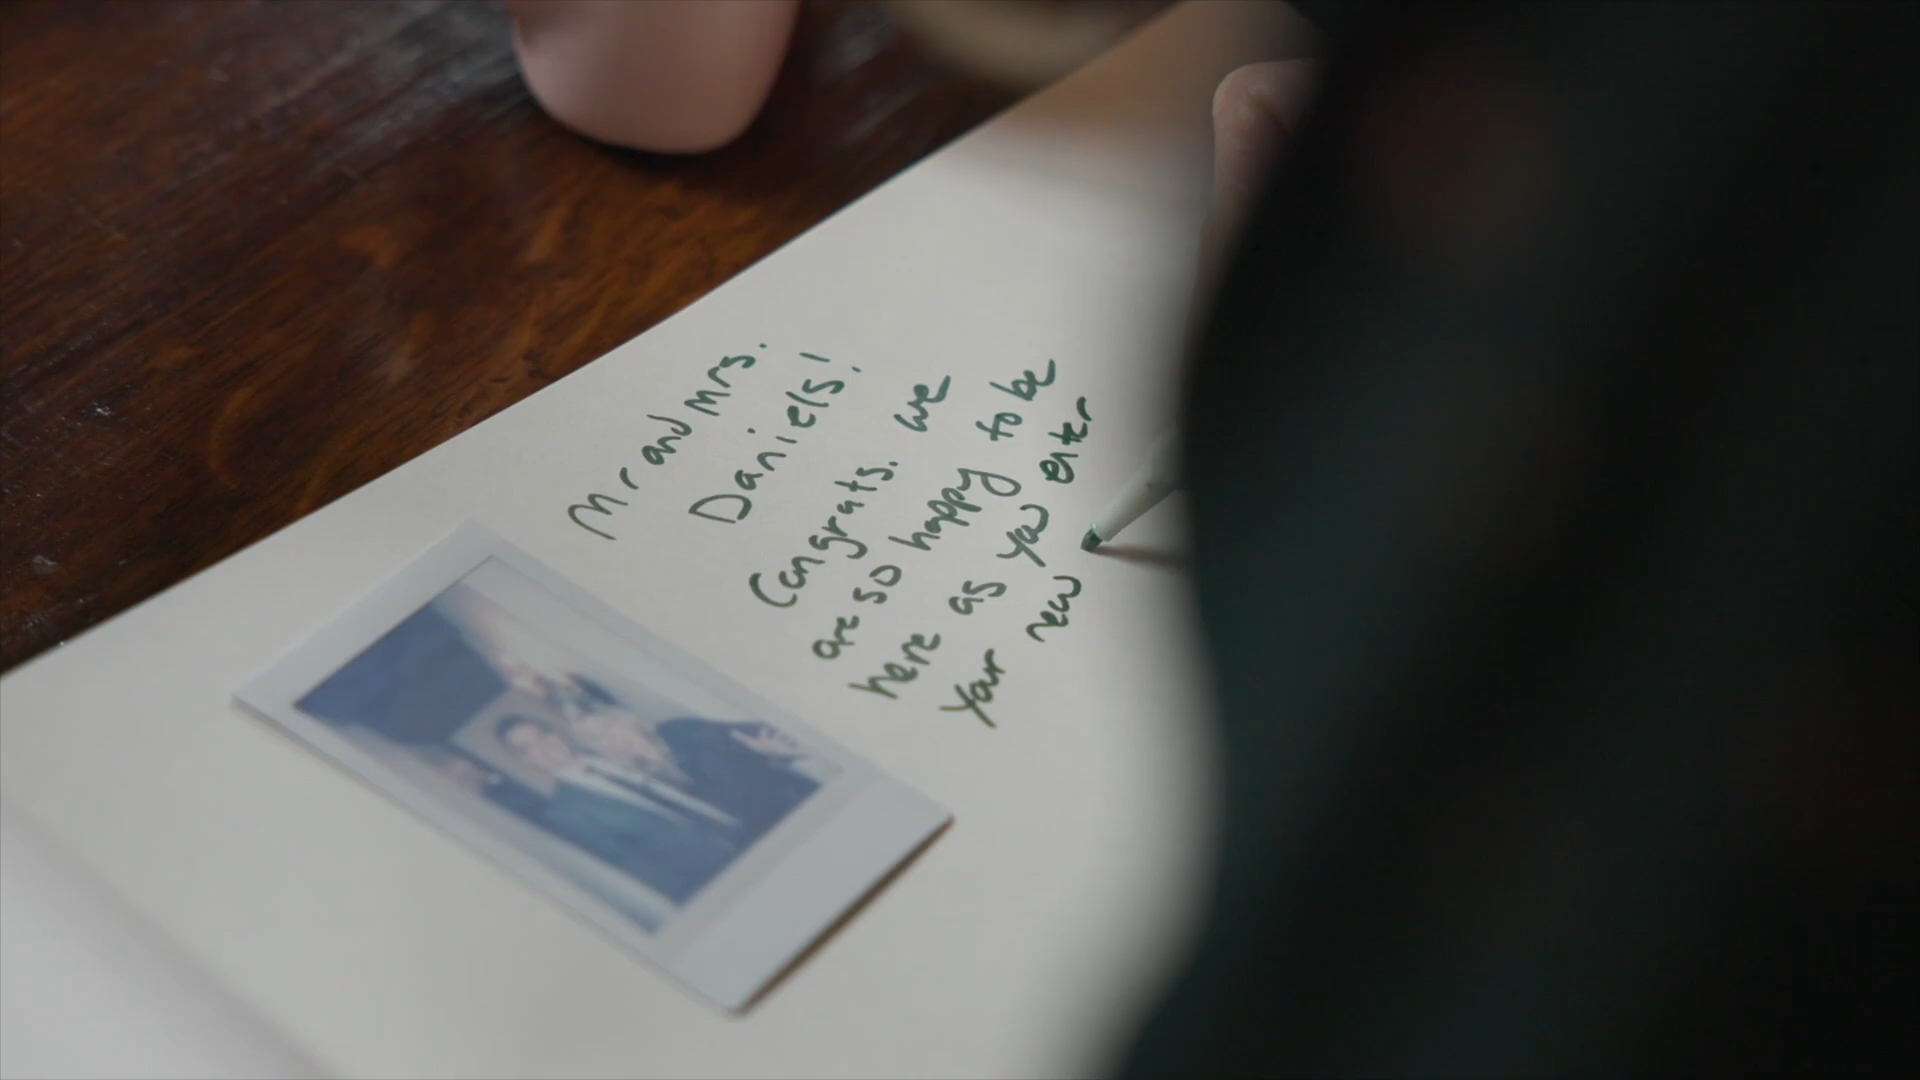 Mr and Mrs.
Daniels!
Congrats. We
are so happy to be
here as you enter
your new